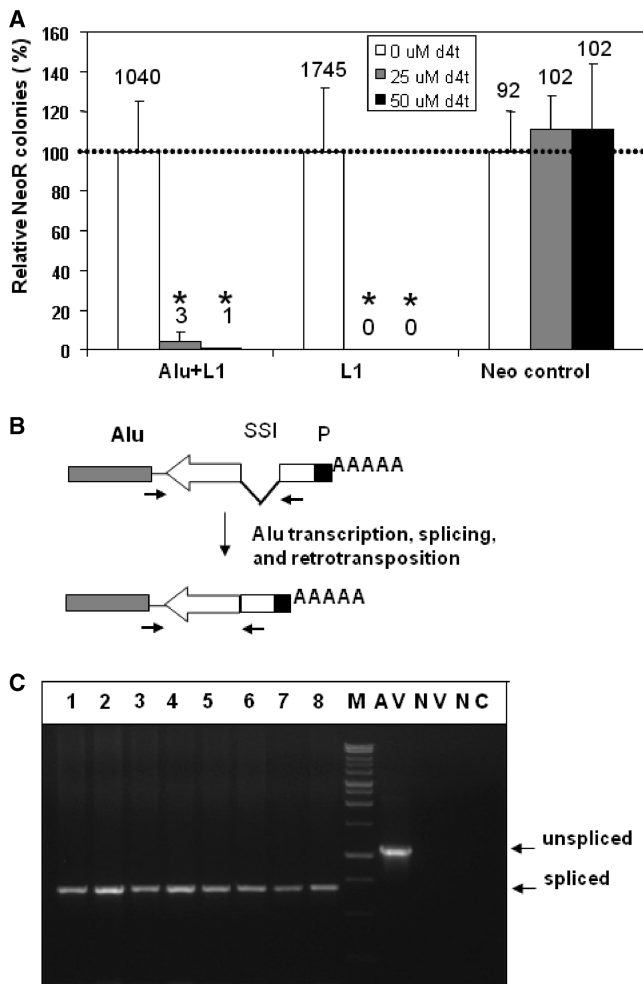 A
Relative NeoR colonies (%)
160
140
120
100
80
60
40
20
0
0 uM d4t
25 uM d4t
50 uM d4t
1040
* 3
* 1
1745
* 0
* 0
92
102
102
Alu+L1 L1 Neo control
B
Alu SSI P
AAAAA
Alu transcription, splicing,
and retrotransposition
AAAAA
C
1 2 3 4 5 6 7 8 M A V N V N C
unspliced
spliced